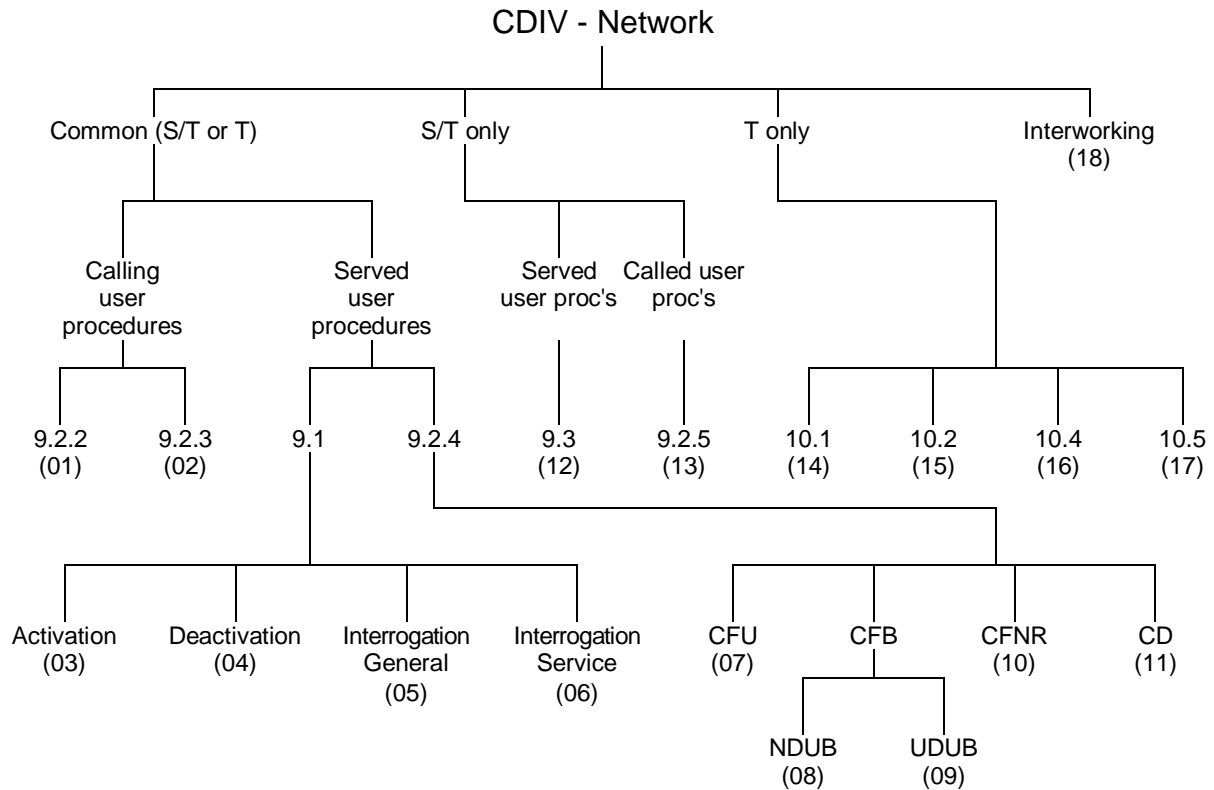 CDIV - Network
Common (S/T or T)
S/T only
T only
Interworking
(18)
Calling
user
procedures
Served
user
procedures
Served
user proc's
Called user
proc's
9.2.2
(01)
9.2.3
(02)
9.1
9.2.4
9.3
(12)
9.2.5
(13)
10.1
(14)
10.2
(15)
10.4
(16)
10.5
(17)
Activation
(03)
Deactivation
(04)
Interrogation
General
(05)
Interrogation
Service
(06)
CFU
(07)
CFB
CFNR
(10)
CD
(11)
NDUB
(08)
UDUB
(09)